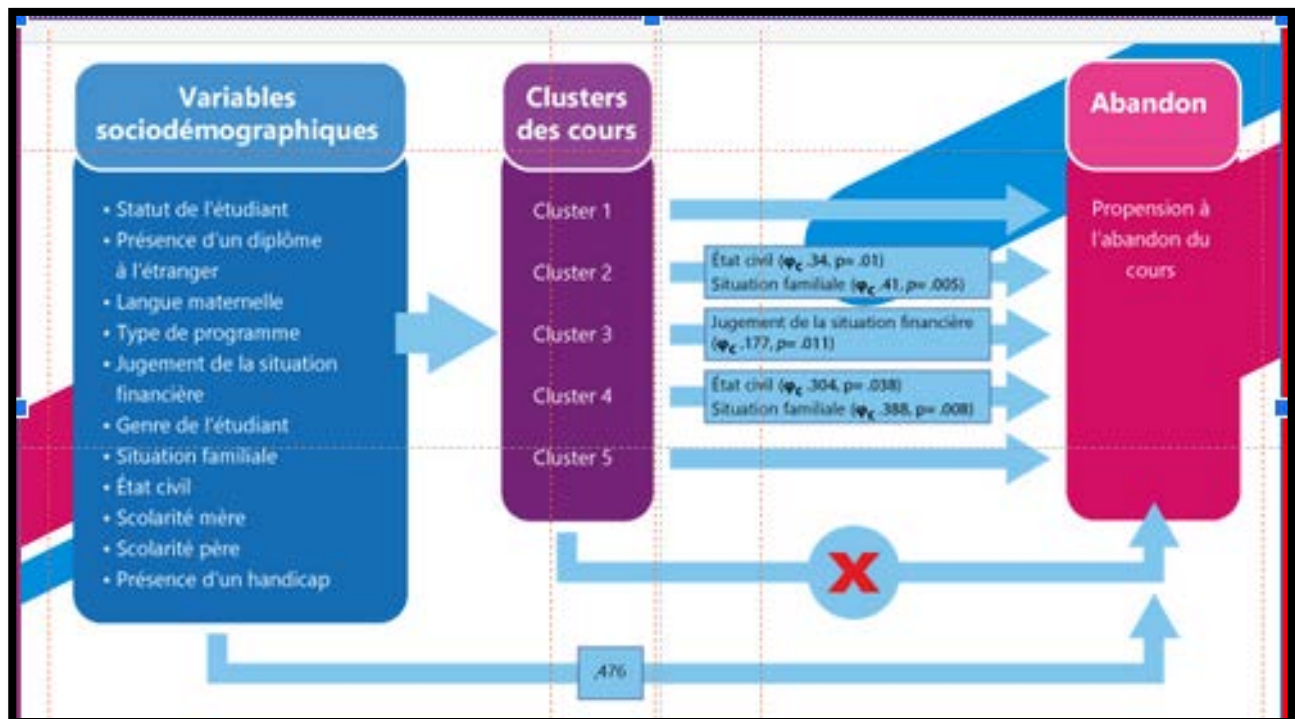 Variables
sociodémographiques
• Statut de l'étudiant
• Présence d'un diplôme
à l'étranger
• Langue maternelle
• Type de programme
• Jugement de la situation
financière
• Genre de l'étudiant
• Situation familiale
• État civil
• Scolarité mère
• Scolarité père
• Présence d'un handicap
Clusters
des cours
Cluster 1
Cluster 2
Cluster 3
Cluster 4
Cluster 5
État civil (φc .34, p= .01)
Situation familiale (φc .41, p= .005)
Jugement de la situation financière
(φc .177, p= .011)
État civil (φc .304, p= .038)
Situation familiale (φc .388, p= .008)
Abandon
Propension à
l'abandon du
cours
X
.476